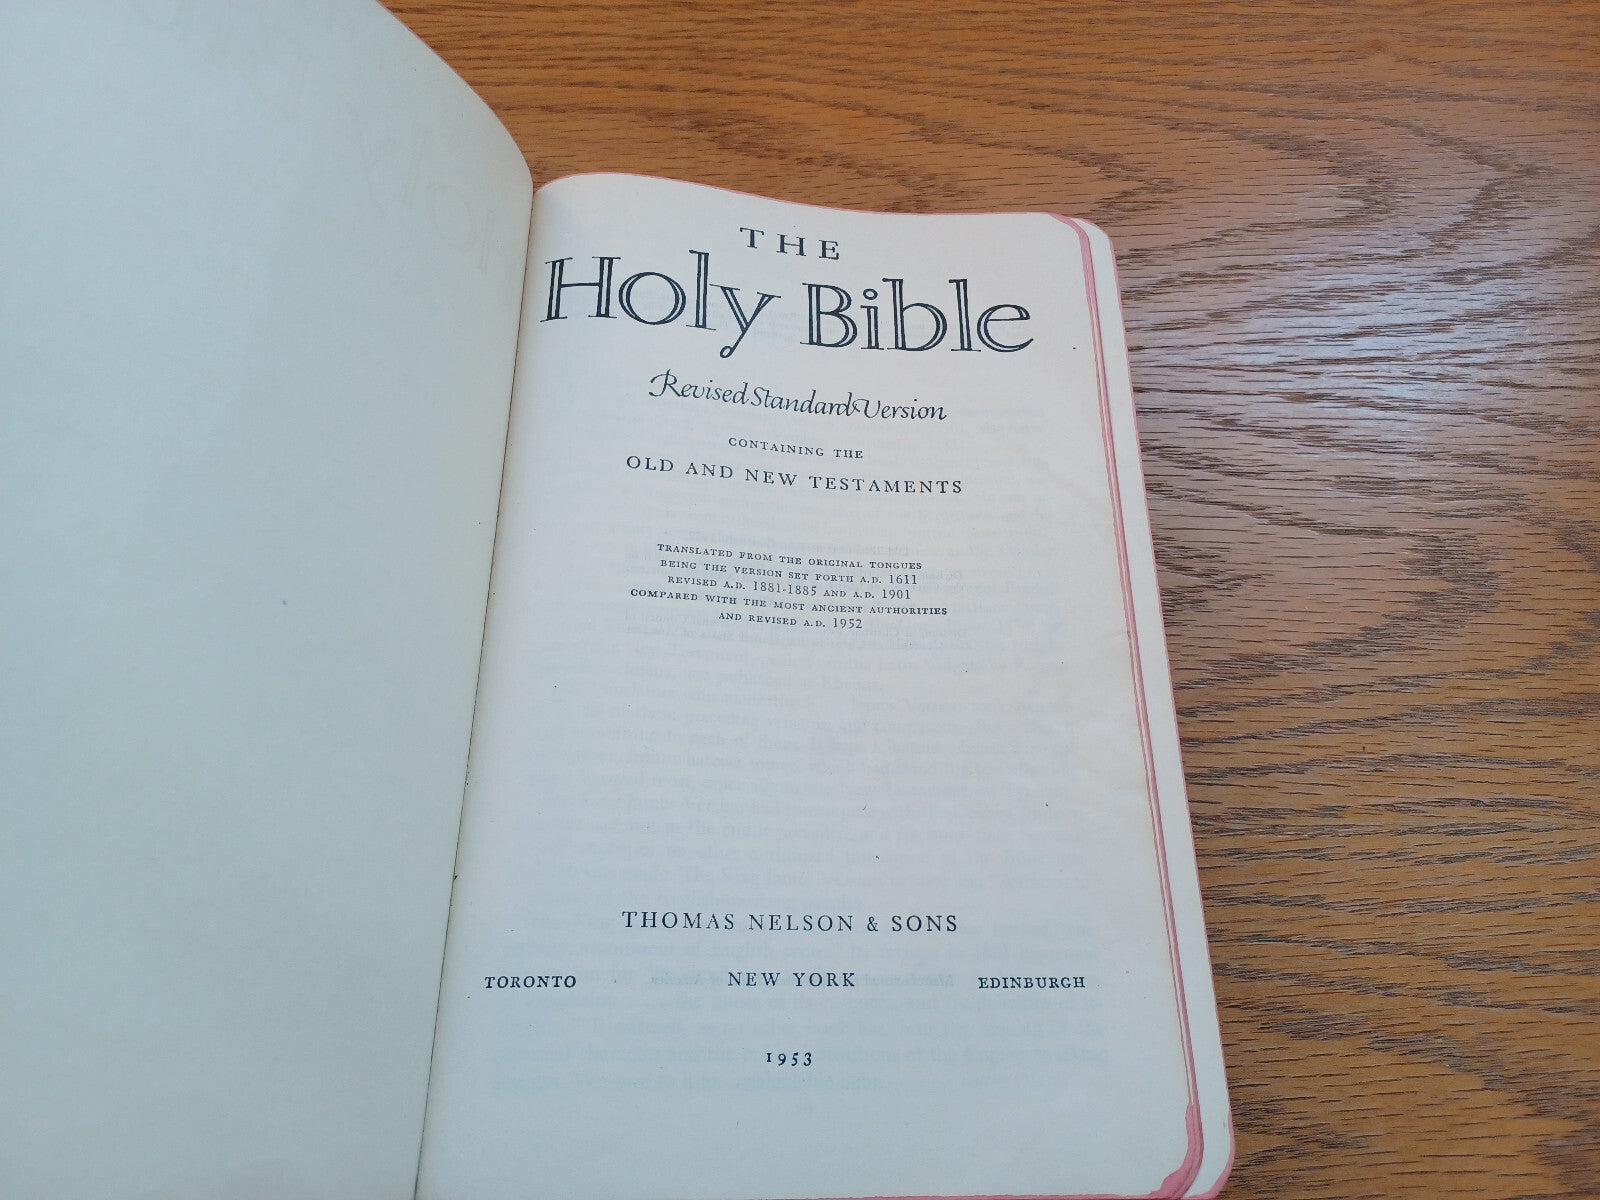 THE
Holy Bible
Revised Standard Version
CONTAINING THE
OLD AND NEW TESTAMENTS
TRANSLATED FROM THE ORIGINAL TONGUES
BEING THE VERSION SET FORTH A.D. 1611
REVISED A.D. 1881-1885 AND A.D. 1901
COMPARED WITH THE MOST ANCIENT AUTHORITIES
AND REVISED A.D. 1952
THOMAS NELSON & SONS
TORONTO NEW YORK EDINBURGH
1953